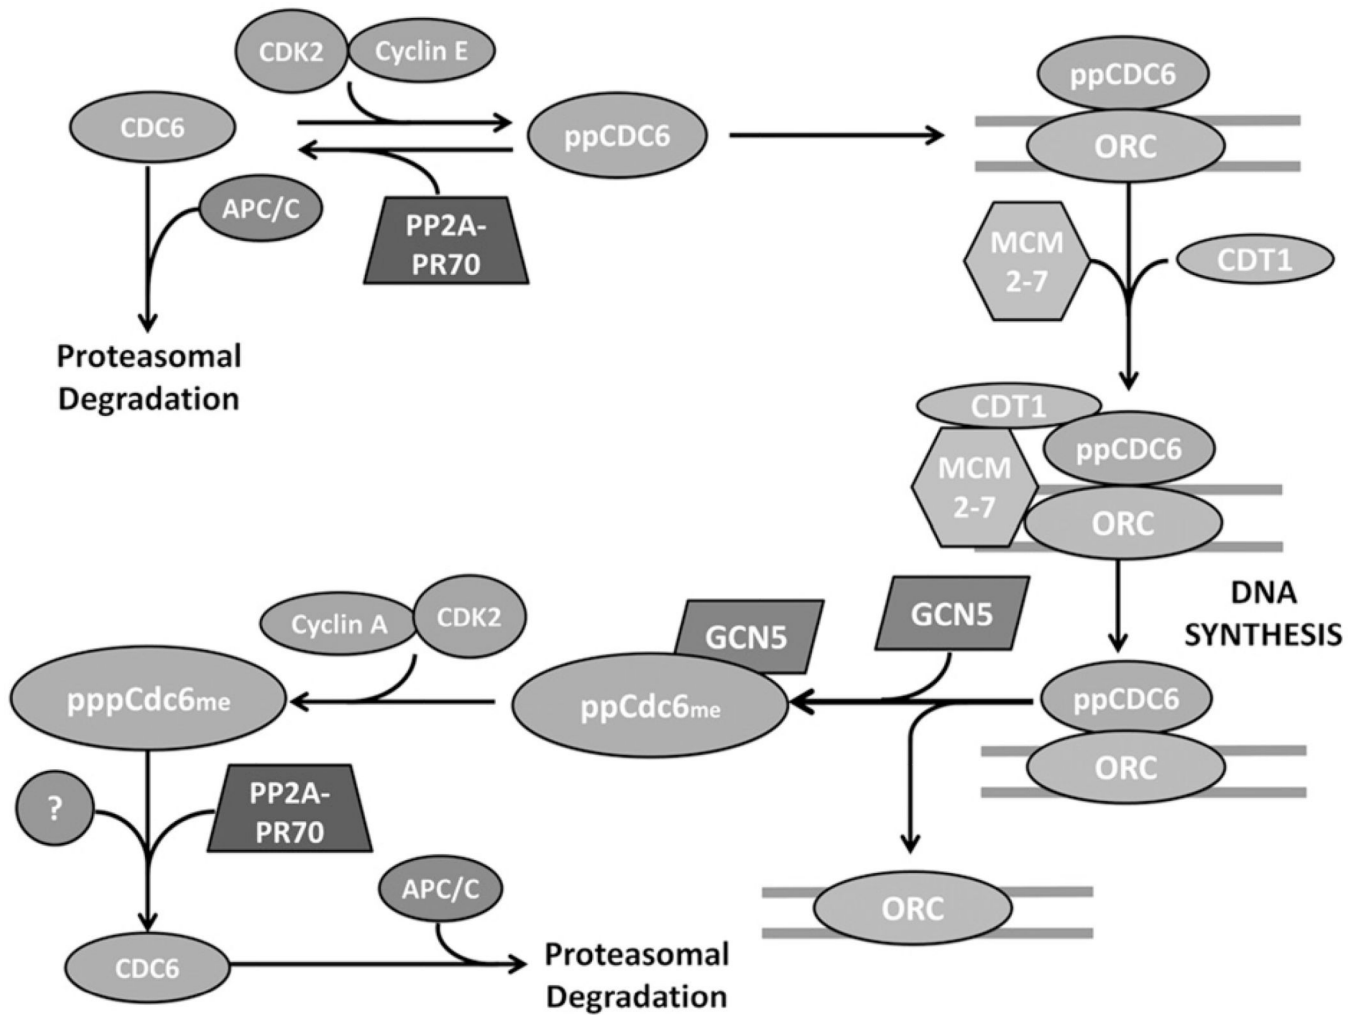 CDK2
Cyclin E
CDC6
ppCDC6
APC/C
PP2A-
PR70
Proteasomal
Degradation
ppCDC6
ORC
MCM
2-7
CDT1
CDT1
MCM
2-7
ppCDC6
ORC
DNA
SYNTHESIS
ppCDC6
ORC
GCN5
GCN5
ppCdc6me
ORC
Cyclin A
CDK2
pppCdc6me
?
PP2A-
PR70
CDC6
APC/C
Proteasomal
Degradation